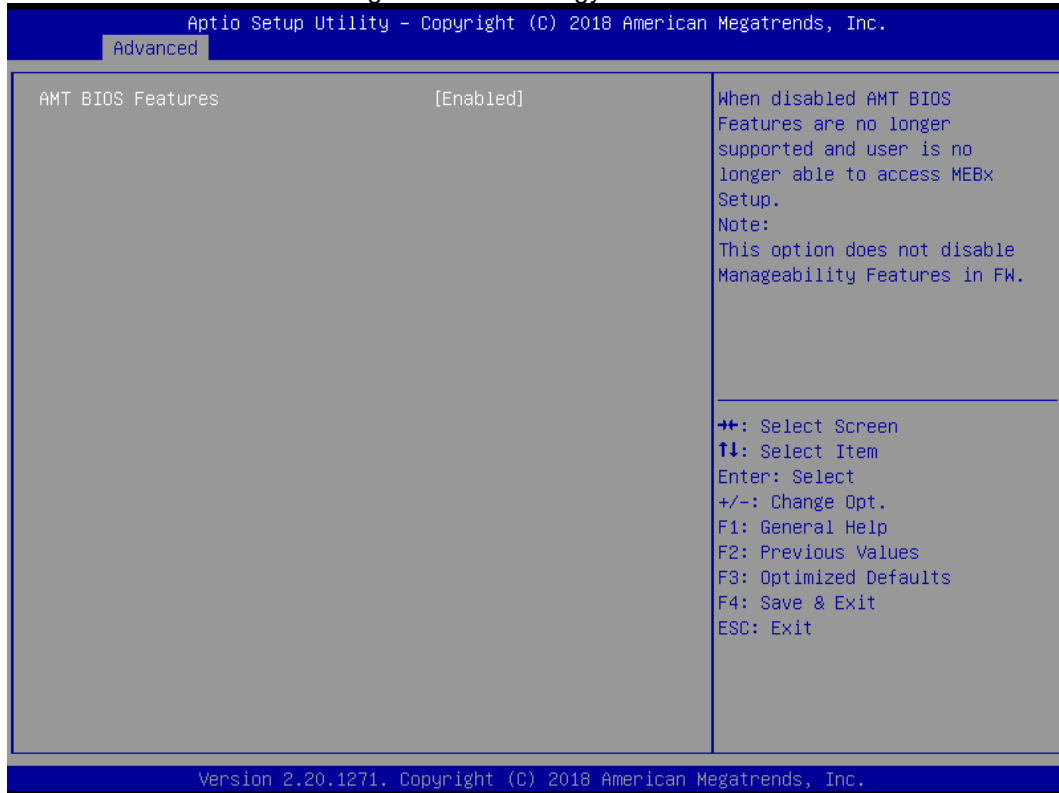 Aptio Setup Utility – Copyright (C) 2018 American Megatrends, Inc.
Advanced
AMT BIOS Features [Enabled]
When disabled AMT BIOS
Features are no longer
supported and user is no
longer able to access MEBx
Setup.
Note:
This option does not disable
Manageability Features in FW.
→←: Select Screen
↑↓: Select Item
Enter: Select
+/-: Change Opt.
F1: General Help
F2: Previous Values
F3: Optimized Defaults
F4: Save & Exit
ESC: Exit
Version 2.20.1271. Copyright (C) 2018 American Megatrends, Inc.